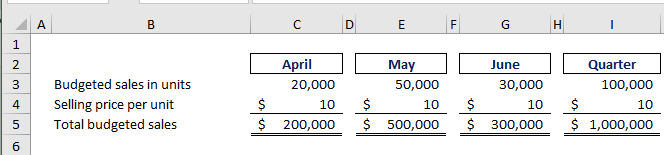 A B C D E F G H I
1
2 April May June Quarter
3 Budgeted sales in units 20,000 50,000 30,000 100,000
4 Selling price per unit $ 10 $ 10 $ 10 $ 10
5 Total budgeted sales $ 200,000 $ 500,000 $ 300,000 $ 1,000,000
6